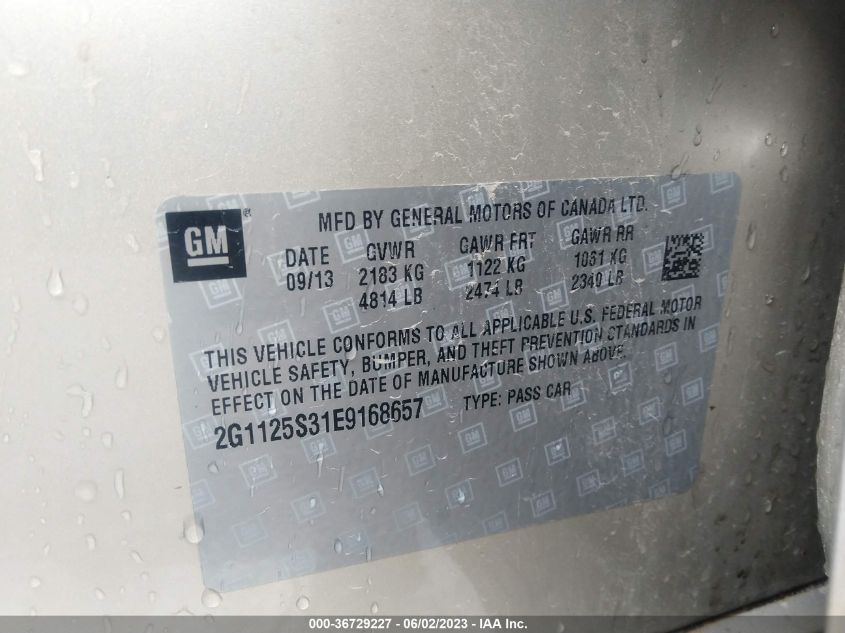 GM ®
MFD BY GENERAL MOTORS OF CANADA LTD.
DATE GVWR GAWR FRT GAWR RR
09/13 2183 KG 1122 KG 1061 KG
4814 LB 2474 LB 2340 LB
THIS VEHICLE CONFORMS TO ALL APPLICABLE U.S. FEDERAL MOTOR
VEHICLE SAFETY, BUMPER, AND THEFT PREVENTION STANDARDS IN
EFFECT ON THE DATE OF MANUFACTURE SHOWN ABOVE.
2G1125S31E9168657 TYPE: PASS CAR
000-36729227 - 06/02/2023 - IAA Inc.